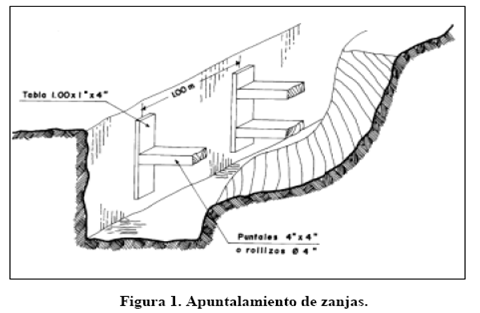 1.00 m
Tabla 1.00x1"x4"
Puntales 4"x4"
o rollizos Ø 4"
Figura 1. Apuntalamiento de zanjas.